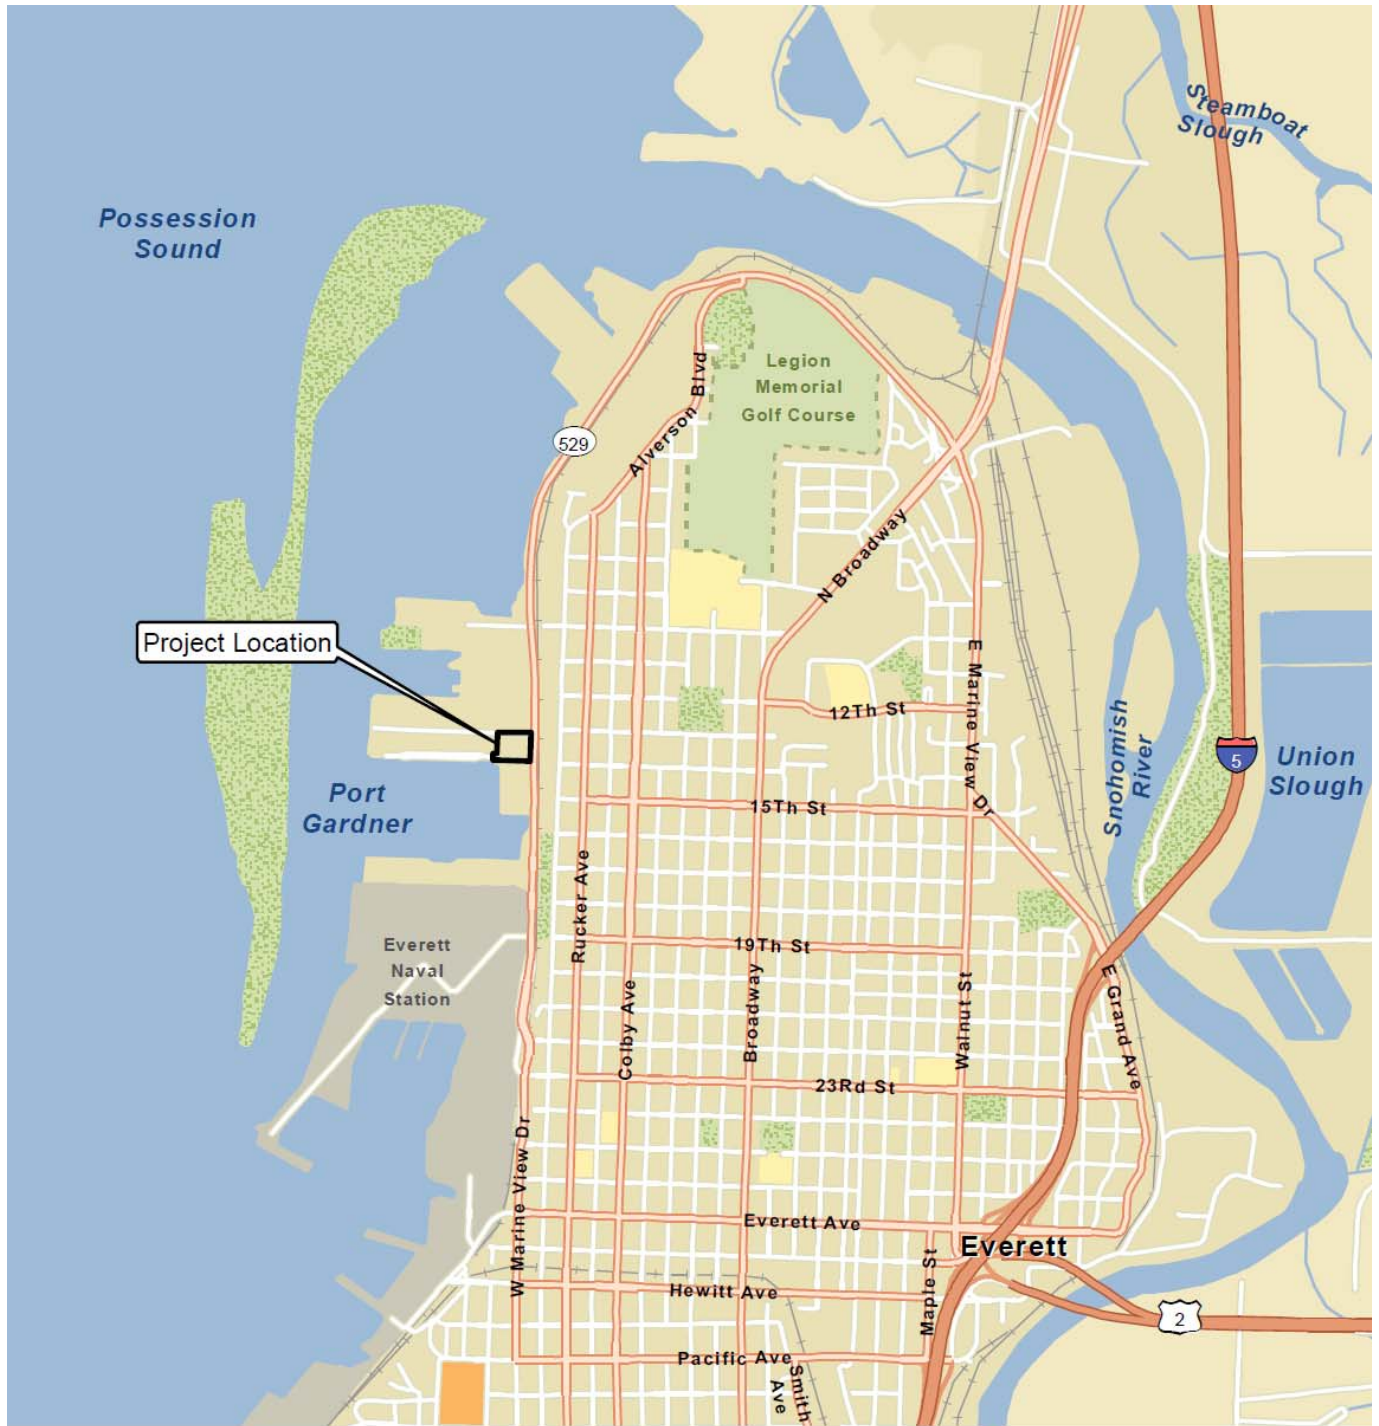 Steamboat
Slough
Possession
Sound
Legion
Memorial
Golf Course
Alverson Blvd
529
N Broadway
Project Location
E Marine View Dr
12Th St
Snohomish
River
5
Union
Slough
Port
Gardner
15Th St
Rucker Ave
Everett
Naval
Station
19Th St
Colby Ave
Broadway
Walnut St
E Grand Ave
23Rd St
W Marine View Dr
Everett Ave
Everett
Maple St
Hewitt Ave
2
Pacific Ave
Smith
Ave